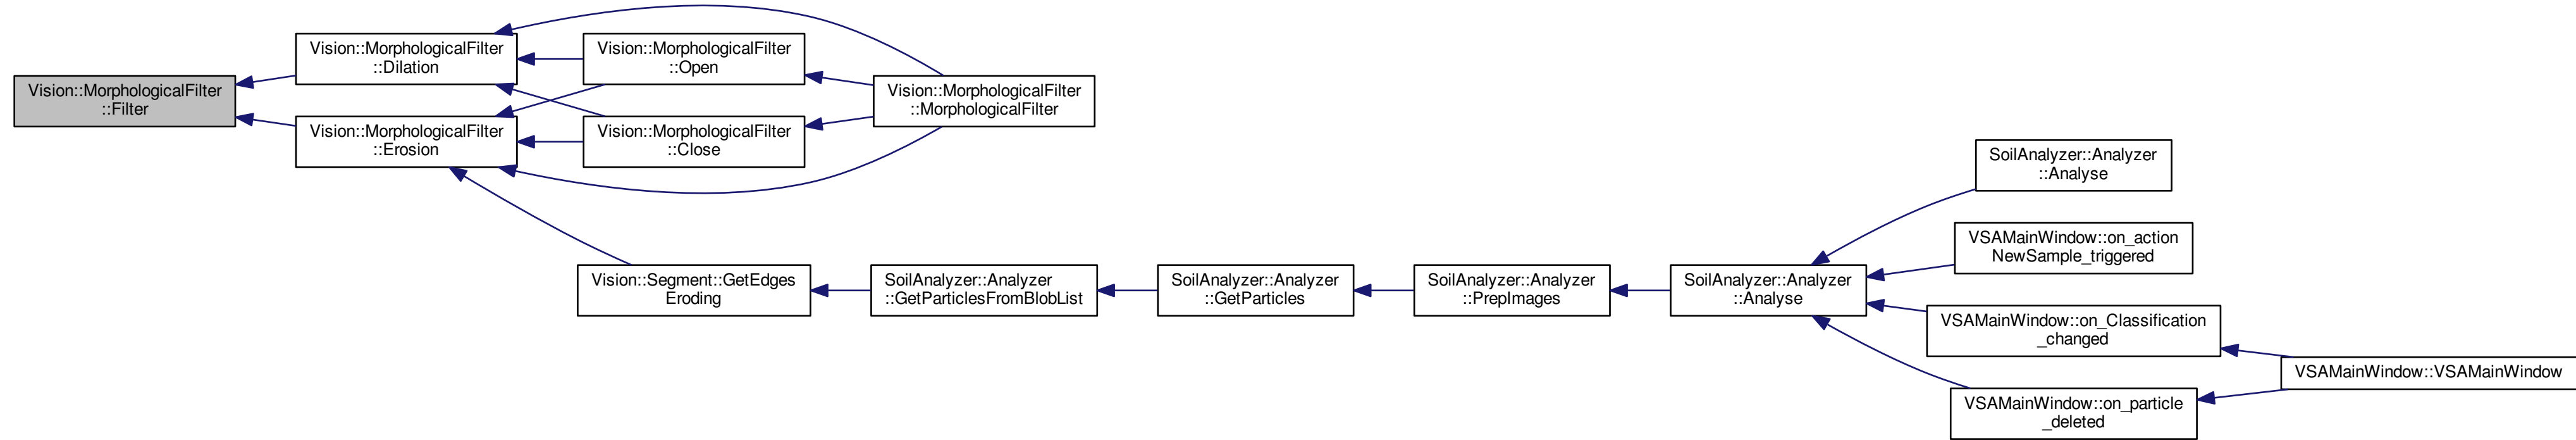 Vision::MorphologicalFilter
::Filter
Vision::MorphologicalFilter
::Dilation
Vision::MorphologicalFilter
::Erosion
Vision::MorphologicalFilter
::Open
Vision::MorphologicalFilter
::Close
Vision::MorphologicalFilter
::MorphologicalFilter
Vision::Segment::GetEdges
Eroding
SoilAnalyzer::Analyzer
::GetParticlesFromBlobList
SoilAnalyzer::Analyzer
::GetParticles
SoilAnalyzer::Analyzer
::PrepImages
SoilAnalyzer::Analyzer
::Analyse
SoilAnalyzer::Analyzer
::Analyse
VSAMainWindow::on_action
NewSample_triggered
VSAMainWindow::on_Classification
_changed
VSAMainWindow::on_particle
_deleted
VSAMainWindow::VSAMainWindow